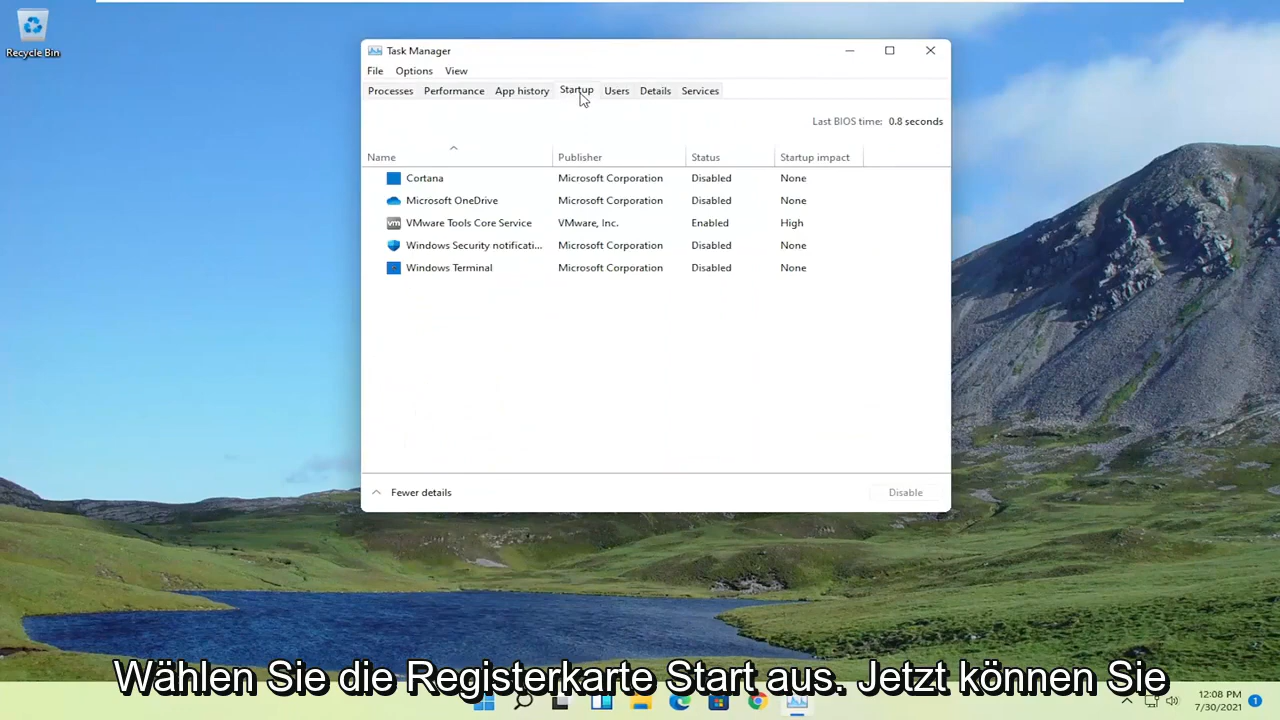 Recycle Bin
Task Manager
File Options View
Processes Performance App history Startup Users Details Services
Last BIOS time: 0.8 seconds
Name Publisher Status Startup impact
Cortana Microsoft Corporation Disabled None
Microsoft OneDrive Microsoft Corporation Disabled None
vm VMware Tools Core Service VMware, Inc. Enabled High
Windows Security notificati... Microsoft Corporation Disabled None
Windows Terminal Microsoft Corporation Disabled None
Fewer details Disable
Wählen Sie die Registerkarte Start aus. Jetzt können Sie
12:08 PM
7/30/2021
1